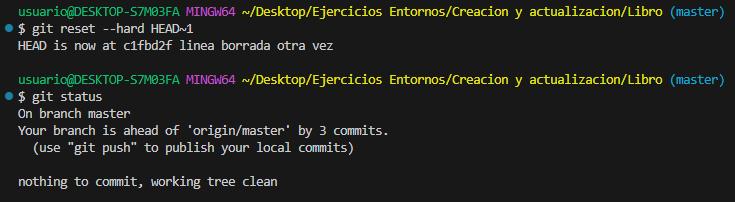 usuario@DESKTOP-S7M03FA MINGW64 ~/Desktop/Ejercicios Entornos/Creacion y actualizacion/Libro (master)
$ git reset --hard HEAD~1
HEAD is now at c1fbd2f linea borrada otra vez
usuario@DESKTOP-S7M03FA MINGW64 ~/Desktop/Ejercicios Entornos/Creacion y actualizacion/Libro (master)
$ git status
On branch master
Your branch is ahead of 'origin/master' by 3 commits.
  (use "git push" to publish your local commits)
nothing to commit, working tree clean